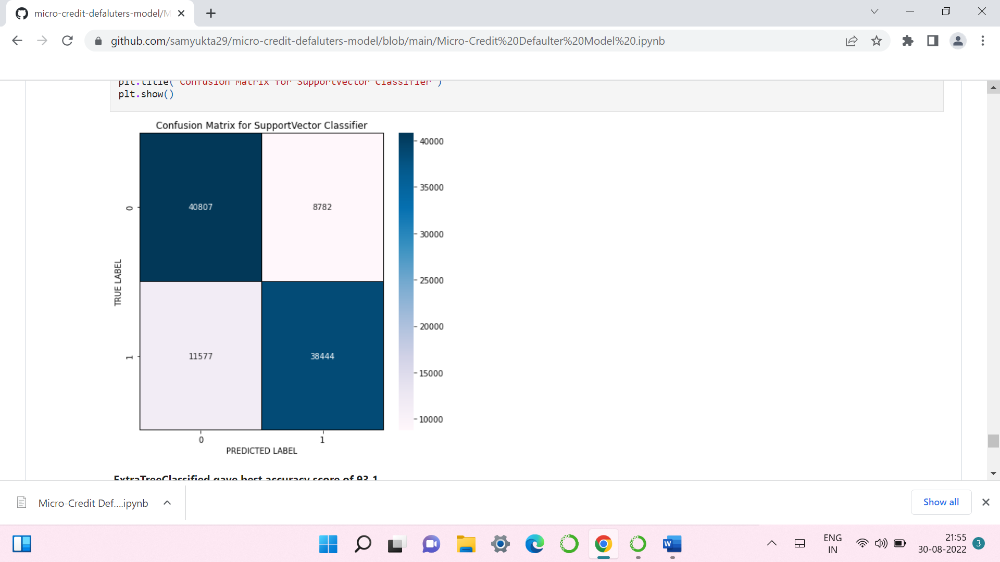 micro-credit-defaluters-model/M
github.com/samyukta29/micro-credit-defaluters-model/blob/main/Micro-Credit%20Defaulter%20Model%20.ipynb
plt.title('Confusion Matrix for SupportVector Classifier')
plt.show()
Confusion Matrix for SupportVector Classifier
TRUE LABEL
0
40807
8782
1
11577
38444
0
1
PREDICTED LABEL
40000
35000
30000
25000
20000
15000
10000
ExtraTreeClassified gave best accuracy score of 93.1
Micro-Credit Def....ipynb
Show all
W
ENG
IN
21:55
30-08-2022
3